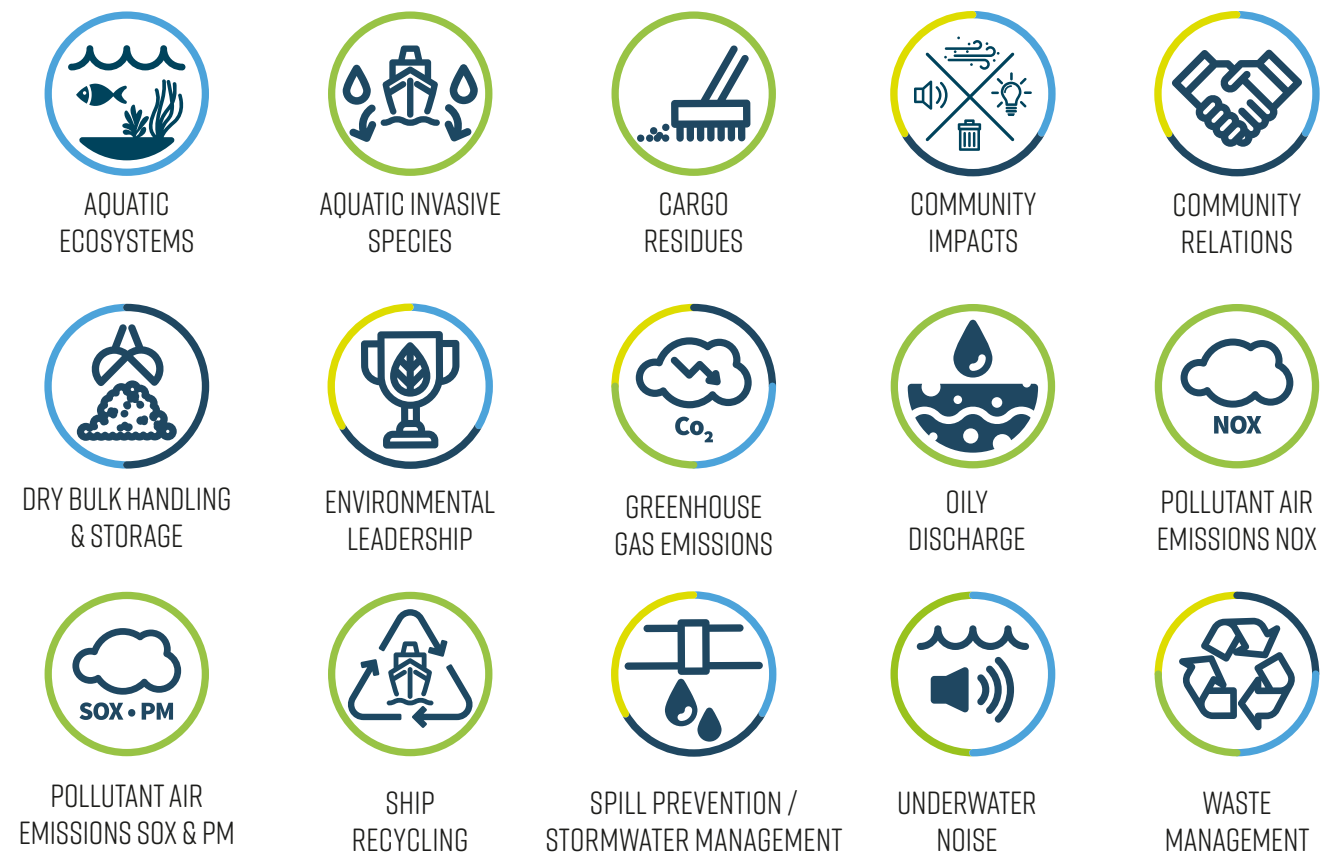 AQUATIC
ECOSYSTEMS
AQUATIC INVASIVE
SPECIES
CARGO
RESIDUES
COMMUNITY
IMPACTS
COMMUNITY
RELATIONS
DRY BULK HANDLING
& STORAGE
ENVIRONMENTAL
LEADERSHIP
Co₂
GREENHOUSE
GAS EMISSIONS
OILY
DISCHARGE
NOX
POLLUTANT AIR
EMISSIONS NOX
SOX • PM
POLLUTANT AIR
EMISSIONS SOX & PM
SHIP
RECYCLING
SPILL PREVENTION /
STORMWATER MANAGEMENT
UNDERWATER
NOISE
WASTE
MANAGEMENT